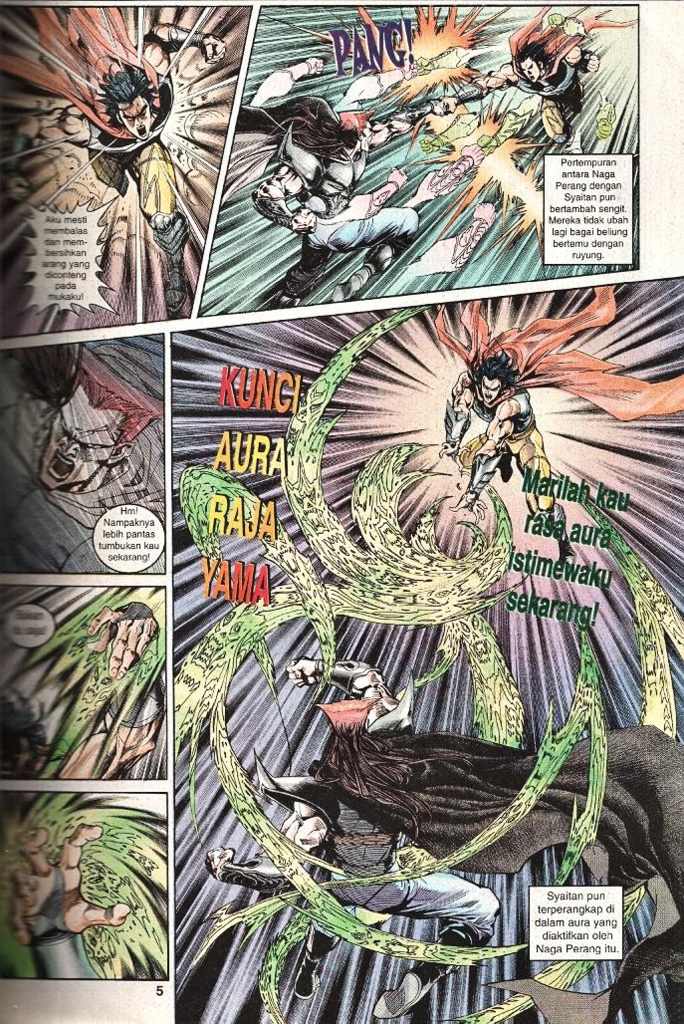 Aku mesti
membalas
dan mem-
bersihkan
arang yang
diconteng
pada
mukaku!
PANG!
Pertempuran
antara Naga
Perang dengan
Syaitan pun
bertambah sengit.
Mereka tidak ubah
lagi bagai beliung
bertemu dengan
ruyung.
Hm!
Nampaknya
lebih pantas
tumbukan kau
sekarang!
KUNCI
AURA
RAJA
YAMA
Marilah kau
rasa aura
istimewaku
sekarang!
Syaitan pun
terperangkap di
dalam aura yang
diaktifkan oleh
Naga Perang itu.
5